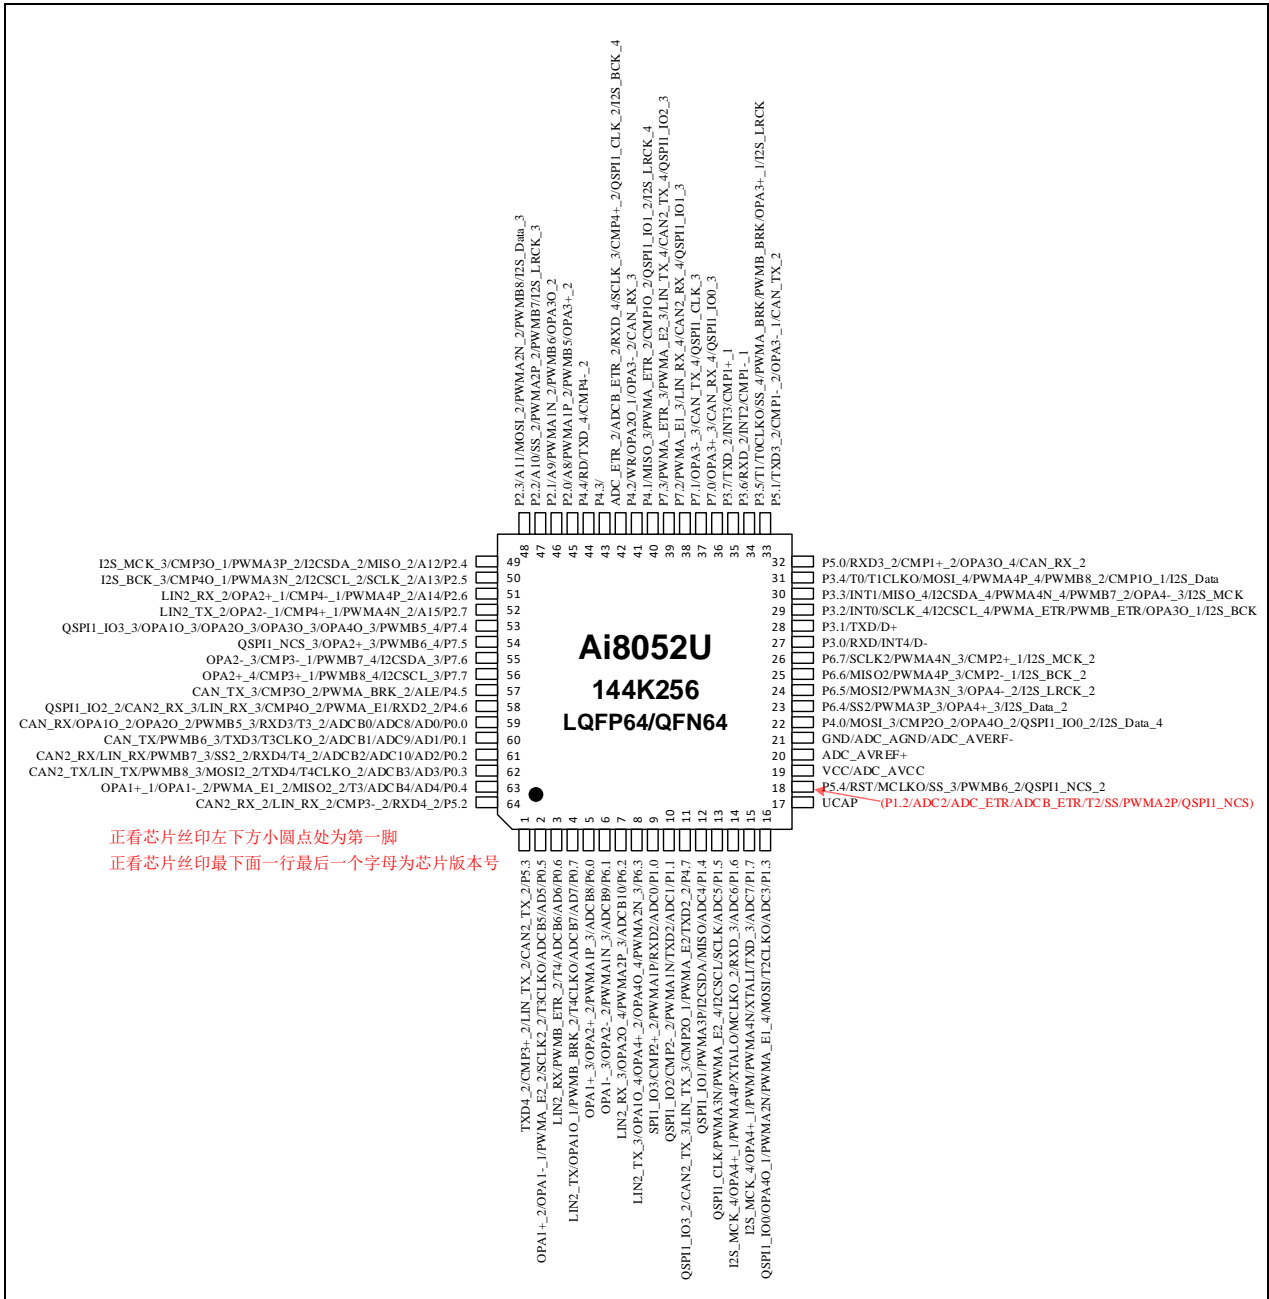 P2.3/A11/MOSI_2/PWMA2N_2/PWMB8/I2S_Data_3
P2.2/A10/SS_2/PWMA2P_2/PWMB7/I2S_LRCK_3
P2.1/A9/PWMA1N_2/PWMB6/OPA3O_2
P2.0/A8/PWMA1P_2/PWMB5/OPA3+_2
P4.4/RD/TXD_4/CMP4-_2
P4.3/
ADC_ETR_2/ADCB_ETR_2/RXD_4/SCLK_3/CMP4+_2/QSPI1_CLK_2/I2S_BCK_4
P4.2/WR/OPA2O_1/OPA3-_2/CAN_RX_3
P4.1/MISO_3/PWMA_ETR_2/CMP1O_2/QSPI1_IO1_2/I2S_LRCK_4
P7.3/PWMA_ETR_3/PWMA_E2_3/LIN_TX_4/CAN2_TX_4/QSPI1_IO2_3
P7.2/PWMA_E1_3/LIN_RX_4/CAN2_RX_4/QSPI1_IO1_3
P7.1/OPA3-_3/CAN_TX_4/QSPI1_CLK_3
P7.0/OPA3+_3/CAN_RX_4/QSPI1_IO0_3
P3.7/TXD_2/INT3/CMP1+_1
P3.6/RXD_2/INT2/CMP1-_1
P3.5/T1/T0CLKO/SS_4/PWMA_BRK/PWMB_BRK/OPA3+_1/I2S_LRCK
P5.1/TXD3_2/CMP1-_2/OPA3-_1/CAN_TX_2
48 47 46 45 44 43 42 41 40 39 38 37 36 35 34 33
I2S_MCK_3/CMP3O_1/PWMA3P_2/I2CSDA_2/MISO_2/A12/P2.4 49
I2S_BCK_3/CMP4O_1/PWMA3N_2/I2CSCL_2/SCLK_2/A13/P2.5 50
LIN2_RX_2/OPA2+_1/CMP4-_1/PWMA4P_2/A14/P2.6 51
LIN2_TX_2/OPA2-_1/CMP4+_1/PWMA4N_2/A15/P2.7 52
QSPI1_IO3_3/OPA1O_3/OPA2O_3/OPA3O_3/OPA4O_3/PWMB5_4/P7.4 53
QSPI1_NCS_3/OPA2+_3/PWMB6_4/P7.5 54
OPA2-_3/CMP3-_1/PWMB7_4/I2CSDA_3/P7.6 55
OPA2+_4/CMP3+_1/PWMB8_4/I2CSCL_3/P7.7 56
CAN_TX_3/CMP3O_2/PWMA_BRK_2/ALE/P4.5 57
QSPI1_IO2_2/CAN2_RX_3/LIN_RX_3/CMP4O_2/PWMA_E1/RXD2_2/P4.6 58
CAN_RX/OPA1O_2/OPA2O_2/PWMB5_3/RXD3/T3_2/ADCB0/ADC8/AD0/P0.0 59
CAN_TX/PWMB6_3/TXD3/T3CLKO_2/ADCB1/ADC9/AD1/P0.1 60
CAN2_RX/LIN_RX/PWMB7_3/SS2_2/RXD4/T4_2/ADCB2/ADC10/AD2/P0.2 61
CAN2_TX/LIN_TX/PWMB8_3/MOSI2_2/TXD4/T4CLKO_2/ADCB3/AD3/P0.3 62
OPA1+_1/OPA1-_2/PWMA_E1_2/MISO2_2/T3/ADCB4/AD4/P0.4 63
CAN2_RX_2/LIN_RX_2/CMP3-_2/RXD4_2/P5.2 64
Ai8052U
144K256
LQFP64/QFN64
32 P5.0/RXD3_2/CMP1+_2/OPA3O_4/CAN_RX_2
31 P3.4/T0/T1CLKO/MOSI_4/PWMA4P_4/PWMB8_2/CMP1O_1/I2S_Data
30 P3.3/INT1/MISO_4/I2CSDA_4/PWMA4N_4/PWMB7_2/OPA4-_3/I2S_MCK
29 P3.2/INT0/SCLK_4/I2CSCL_4/PWMA_ETR/PWMB_ETR/OPA3O_1/I2S_BCK
28 P3.1/TXD/D+
27 P3.0/RXD/INT4/D-
26 P6.7/SCLK2/PWMA4N_3/CMP2+_1/I2S_MCK_2
25 P6.6/MISO2/PWMA4P_3/CMP2-_1/I2S_BCK_2
24 P6.5/MOSI2/PWMA3N_3/OPA4-_2/I2S_LRCK_2
23 P6.4/SS2/PWMA3P_3/OPA4+_3/I2S_Data_2
22 P4.0/MOSI_3/CMP2O_2/OPA4O_2/QSPI1_IO0_2/I2S_Data_4
21 GND/ADC_AGND/ADC_AVERF-
20 ADC_AVREF+
19 VCC/ADC_AVCC
18 P5.4/RST/MCLKO/SS_3/PWMB6_2/QSPI1_NCS_2
17 UCAP (P1.2/ADC2/ADC_ETR/ADCB_ETR/T2/SS/PWMA2P/QSPI1_NCS)
正看芯片丝印左下方小圆点处为第一脚
正看芯片丝印最下面一行最后一个字母为芯片版本号
1 2 3 4 5 6 7 8 9 10 11 12 13 14 15 16
TXD4_2/CMP3+_2/LIN_TX_2/CAN2_TX_2/P5.3
OPA1+_2/OPA1-_1/PWMA_E2_2/SCLK2_2/T3CLKO/ADCB5/AD5/P0.5
LIN2_RX/PWMB_ETR_2/T4/ADCB6/AD6/P0.6
LIN2_TX/OPA1O_1/PWMB_BRK_2/T4CLKO/ADCB7/AD7/P0.7
OPA1+_3/OPA2+_2/PWMA1P_3/ADCB8/P6.0
OPA1-_3/OPA2-_2/PWMA1N_3/ADCB9/P6.1
LIN2_RX_3/OPA2O_4/PWMA2P_3/ADCB10/P6.2
LIN2_TX_3/OPA1O_4/OPA4+_2/OPA4O_4/PWMA2N_3/P6.3
SPI1_IO3/CMP2+_2/PWMA1P/RXD2/ADC0/P1.0
QSPI1_IO2/CMP2-_2/PWMA1N/TXD2/ADC1/P1.1
QSPI1_IO3_2/CAN2_TX_3/LIN_TX_3/CMP2O_1/PWMA_E2/TXD2_2/P4.7
QSPI1_IO1/PWMA3P/I2CSDA/MISO/ADC4/P1.4
QSPI1_CLK/PWMA3N/PWMA_E2_4/I2CSCL/SCLK/ADC5/P1.5
I2S_MCK_4/OPA4+_1/PWMA4P/XTALO/MCLKO_2/RXD_3/ADC6/P1.6
I2S_MCK_4/OPA4+_1/PWM/PWMA4N/XTALI/TXD_3/ADC7/P1.7
QSPI1_IO0/OPA4O_1/PWMA2N/PWMA_E1_4/MOSI/T2CLKO/ADC3/P1.3